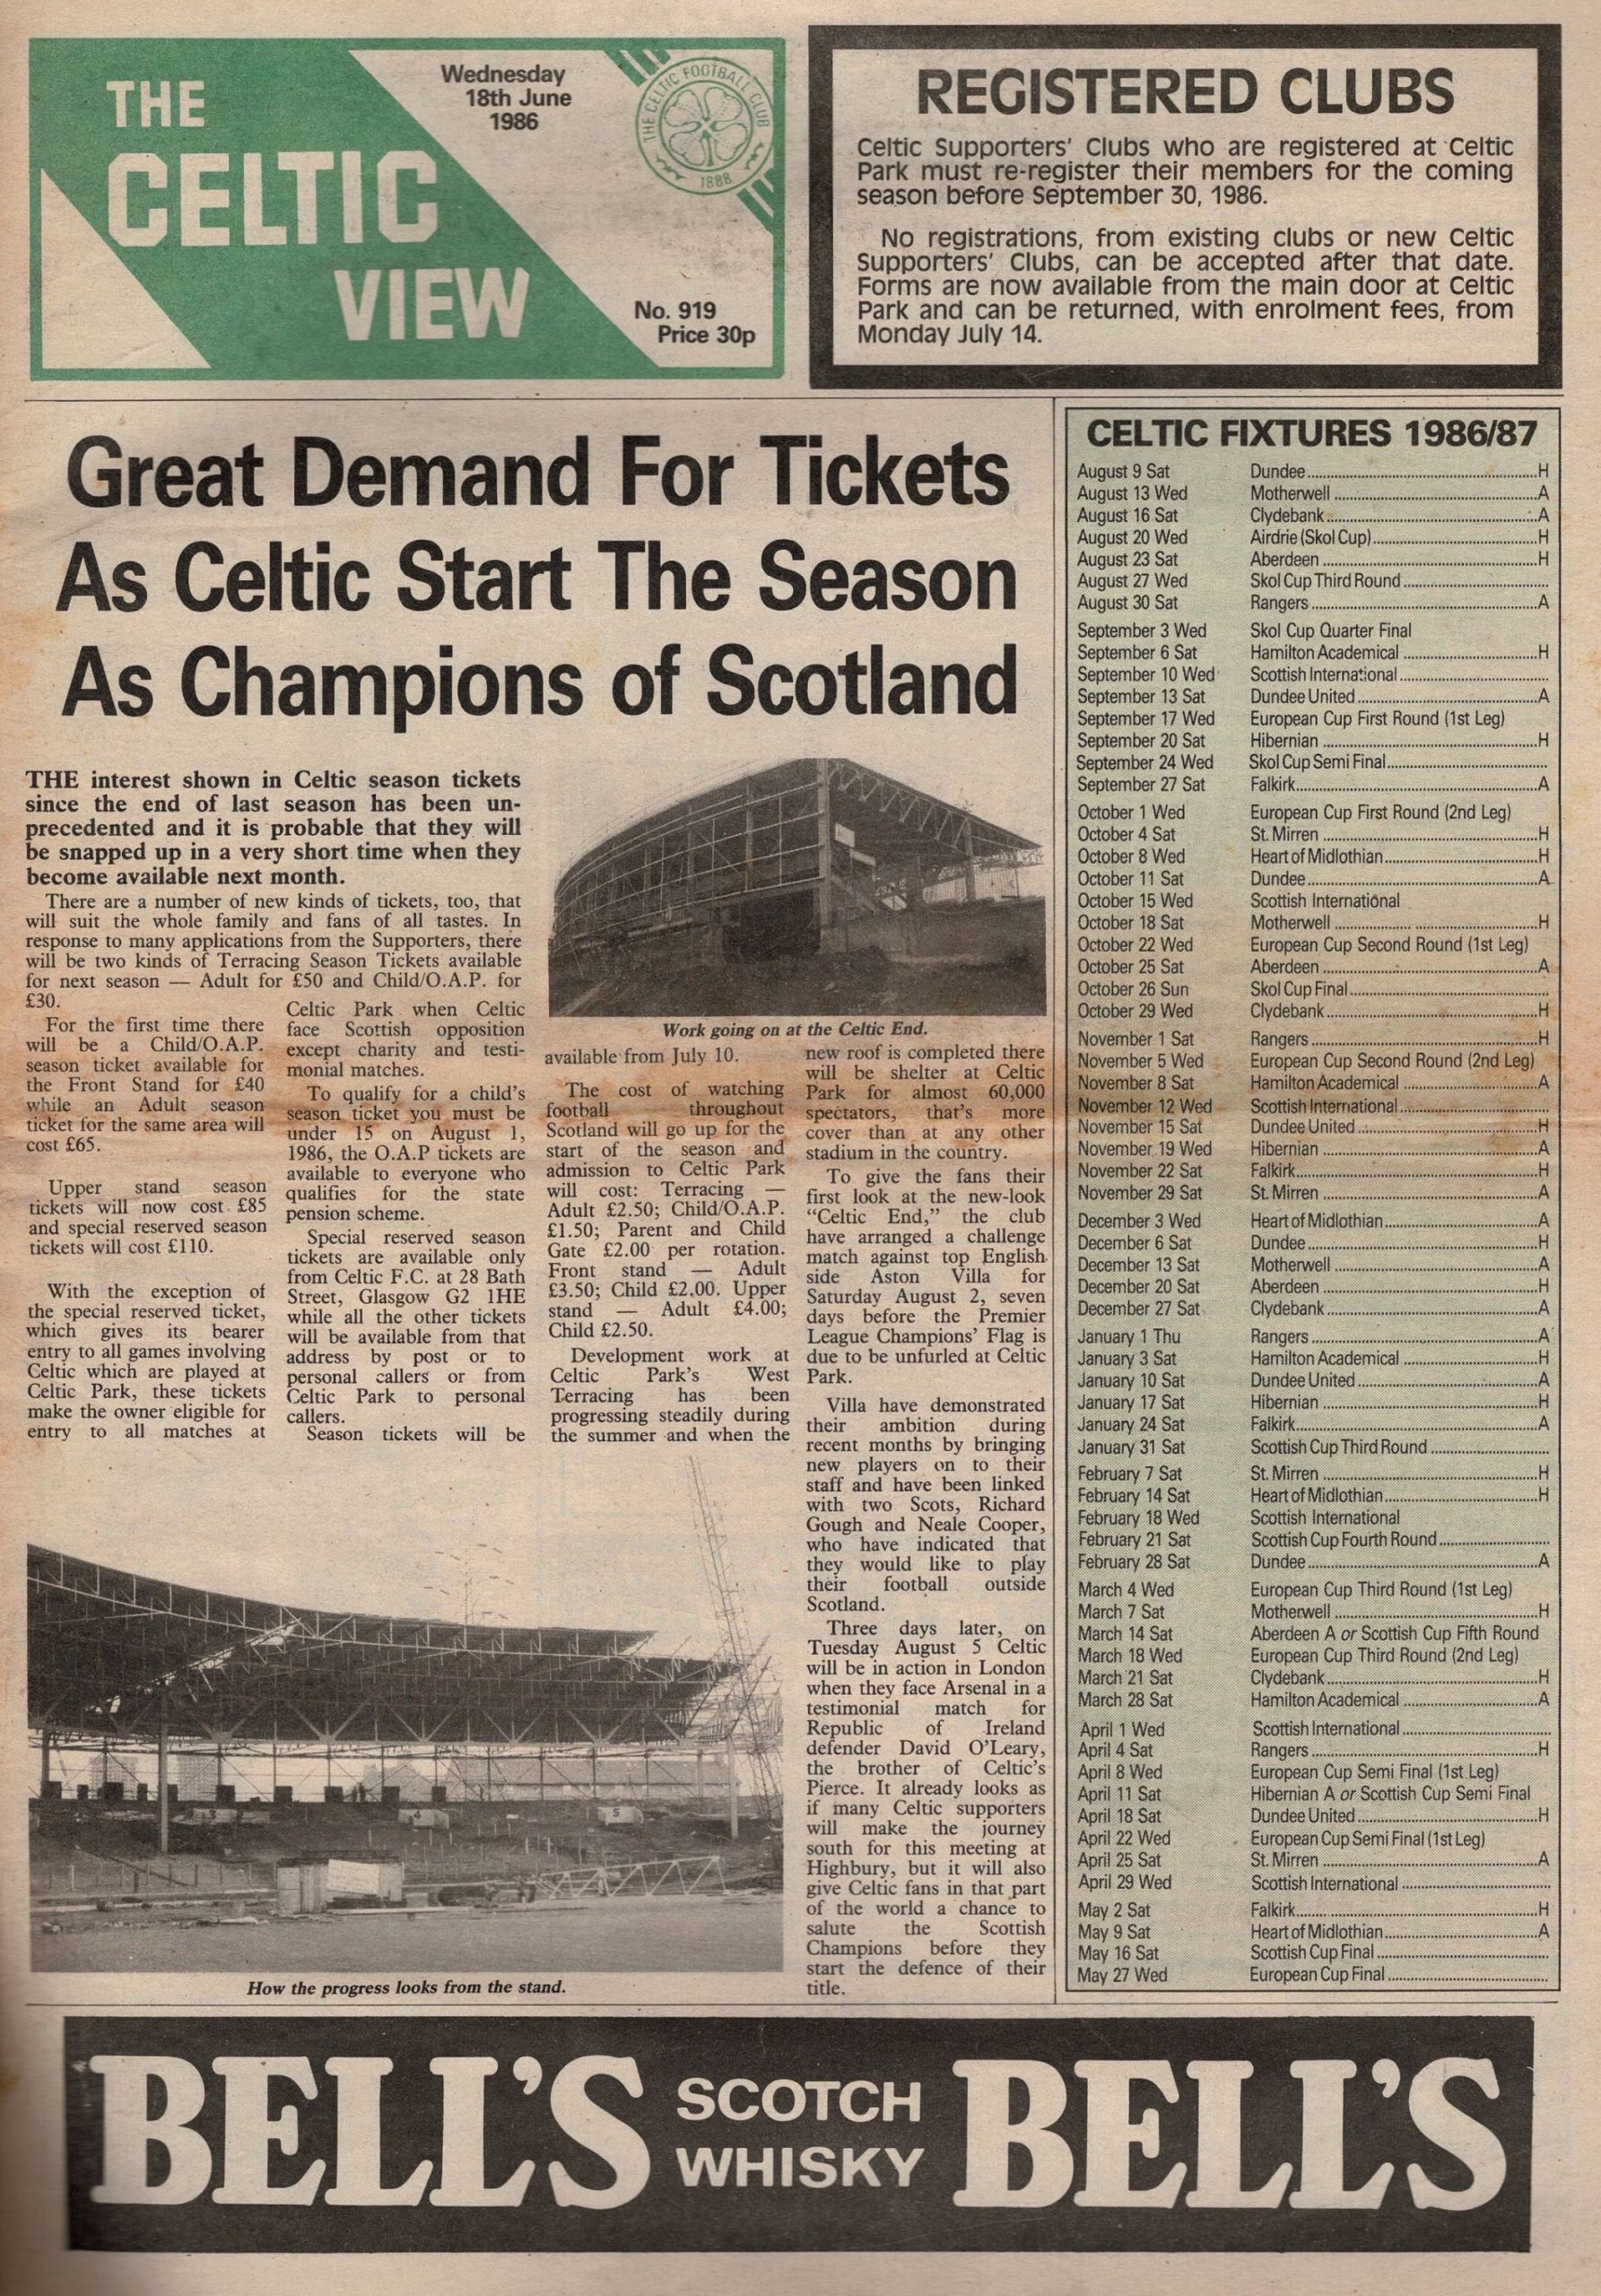 THE
CELTIC
VIEW
Wednesday
18th June
1986
THE CELTIC FOOTBALL CLUB
1888
No. 919
Price 30p
REGISTERED CLUBS
Celtic Supporters' Clubs who are registered at Celtic
Park must re-register their members for the coming
season before September 30, 1986.
No registrations, from existing clubs or new Celtic
Supporters' Clubs, can be accepted after that date.
Forms are now available from the main door at Celtic
Park and can be returned, with enrolment fees, from
Monday July 14.
Great Demand For Tickets
As Celtic Start The Season
As Champions of Scotland
THE interest shown in Celtic season tickets
since the end of last season has been un-
precedented and it is probable that they will
be snapped up in a very short time when they
become available next month.
There are a number of new kinds of tickets, too, that
will suit the whole family and fans of all tastes. In
response to many applications from the Supporters, there
will be two kinds of Terracing Season Tickets available
for next season — Adult for £50 and Child/O.A.P. for
£30.
For the first time there
will be a Child/O.A.P.
season ticket available for
the Front Stand for £40
while an Adult season
ticket for the same area will
cost £65.
Upper stand season
tickets will now cost £85
and special reserved season
tickets will cost £110.
With the exception of
the special reserved ticket,
which gives its bearer
entry to all games involving
Celtic which are played at
Celtic Park, these tickets
make the owner eligible for
entry to all matches at
Celtic Park when Celtic
face Scottish opposition
except charity and testi-
monial matches.
To qualify for a child's
season ticket you must be
under 15 on August 1,
1986, the O.A.P tickets are
available to everyone who
qualifies for the state
pension scheme.
Special reserved season
tickets are available only
from Celtic F.C. at 28 Bath
Street, Glasgow G2 1HE
while all the other tickets
will be available from that
address by post or to
personal callers or from
Celtic Park to personal
callers.
Season tickets will be
Work going on at the Celtic End.
available from July 10.
The cost of watching
football throughout
Scotland will go up for the
start of the season and
admission to Celtic Park
will cost: Terracing —
Adult £2.50; Child/O.A.P.
£1.50; Parent and Child
Gate £2.00 per rotation.
Front stand — Adult
£3.50; Child £2.00. Upper
stand — Adult £4.00;
Child £2.50.
Development work at
Celtic Park's West
Terracing has been
progressing steadily during
the summer and when the
new roof is completed there
will be shelter at Celtic
Park for almost 60,000
spectators, that's more
cover than at any other
stadium in the country.
To give the fans their
first look at the new-look
"Celtic End," the club
have arranged a challenge
match against top English
side Aston Villa for
Saturday August 2, seven
days before the Premier
League Champions' Flag is
due to be unfurled at Celtic
Park.
Villa have demonstrated
their ambition during
recent months by bringing
new players on to their
staff and have been linked
with two Scots, Richard
Gough and Neale Cooper,
who have indicated that
they would like to play
their football outside
Scotland.
Three days later, on
Tuesday August 5 Celtic
will be in action in London
when they face Arsenal in a
testimonial match for
Republic of Ireland
defender David O'Leary,
the brother of Celtic's
Pierce. It already looks as
if many Celtic supporters
will make the journey
south for this meeting at
Highbury, but it will also
give Celtic fans in that part
of the world a chance to
salute the Scottish
Champions before they
start the defence of their
title.
3
4
5
How the progress looks from the stand.
CELTIC FIXTURES 1986/87
August 9 Sat Dundee H
August 13 Wed Motherwell A
August 16 Sat Clydebank A
August 20 Wed Airdrie (Skol Cup) H
August 23 Sat Aberdeen H
August 27 Wed Skol Cup Third Round
August 30 Sat Rangers A
September 3 Wed Skol Cup Quarter Final
September 6 Sat Hamilton Academical H
September 10 Wed Scottish International
September 13 Sat Dundee United A
September 17 Wed European Cup First Round (1st Leg)
September 20 Sat Hibernian H
September 24 Wed Skol Cup Semi Final
September 27 Sat Falkirk A
October 1 Wed European Cup First Round (2nd Leg)
October 4 Sat St. Mirren H
October 8 Wed Heart of Midlothian H
October 11 Sat Dundee A
October 15 Wed Scottish International
October 18 Sat Motherwell H
October 22 Wed European Cup Second Round (1st Leg)
October 25 Sat Aberdeen A
October 26 Sun Skol Cup Final
October 29 Wed Clydebank H
November 1 Sat Rangers H
November 5 Wed European Cup Second Round (2nd Leg)
November 8 Sat Hamilton Academical A
November 12 Wed Scottish International
November 15 Sat Dundee United H
November 19 Wed Hibernian A
November 22 Sat Falkirk H
November 29 Sat St. Mirren A
December 3 Wed Heart of Midlothian A
December 6 Sat Dundee H
December 13 Sat Motherwell A
December 20 Sat Aberdeen H
December 27 Sat Clydebank A
January 1 Thu Rangers A
January 3 Sat Hamilton Academical H
January 10 Sat Dundee United A
January 17 Sat Hibernian H
January 24 Sat Falkirk A
January 31 Sat Scottish Cup Third Round
February 7 Sat St. Mirren H
February 14 Sat Heart of Midlothian H
February 18 Wed Scottish International
February 21 Sat Scottish Cup Fourth Round
February 28 Sat Dundee A
March 4 Wed European Cup Third Round (1st Leg)
March 7 Sat Motherwell H
March 14 Sat Aberdeen A or Scottish Cup Fifth Round
March 18 Wed European Cup Third Round (2nd Leg)
March 21 Sat Clydebank H
March 28 Sat Hamilton Academical A
April 1 Wed Scottish International
April 4 Sat Rangers H
April 8 Wed European Cup Semi Final (1st Leg)
April 11 Sat Hibernian A or Scottish Cup Semi Final
April 18 Sat Dundee United H
April 22 Wed European Cup Semi Final (1st Leg)
April 25 Sat St. Mirren A
April 29 Wed Scottish International
May 2 Sat Falkirk H
May 9 Sat Heart of Midlothian A
May 16 Sat Scottish Cup Final
May 27 Wed European Cup Final
BELL'S SCOTCH WHISKY BELL'S